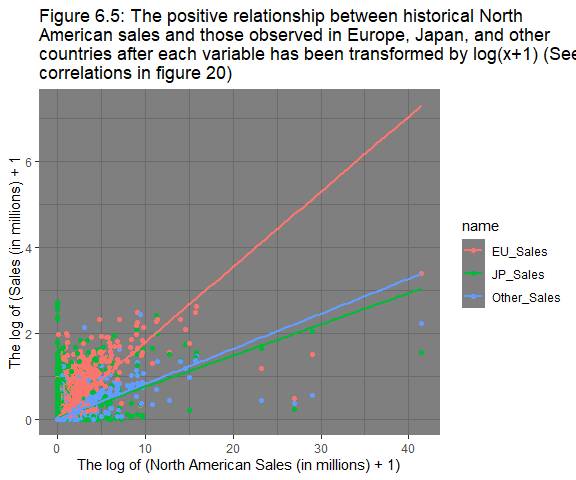 Figure 6.5: The positive relationship between historical North
American sales and those observed in Europe, Japan, and other
countries after each variable has been transformed by log(x+1) (See
correlations in figure 20)
The log of (Sales (in millions) + 1
6
4
2
0
0 10 20 30 40
The log of (North American Sales (in millions) + 1)
name
EU_Sales
JP_Sales
Other_Sales